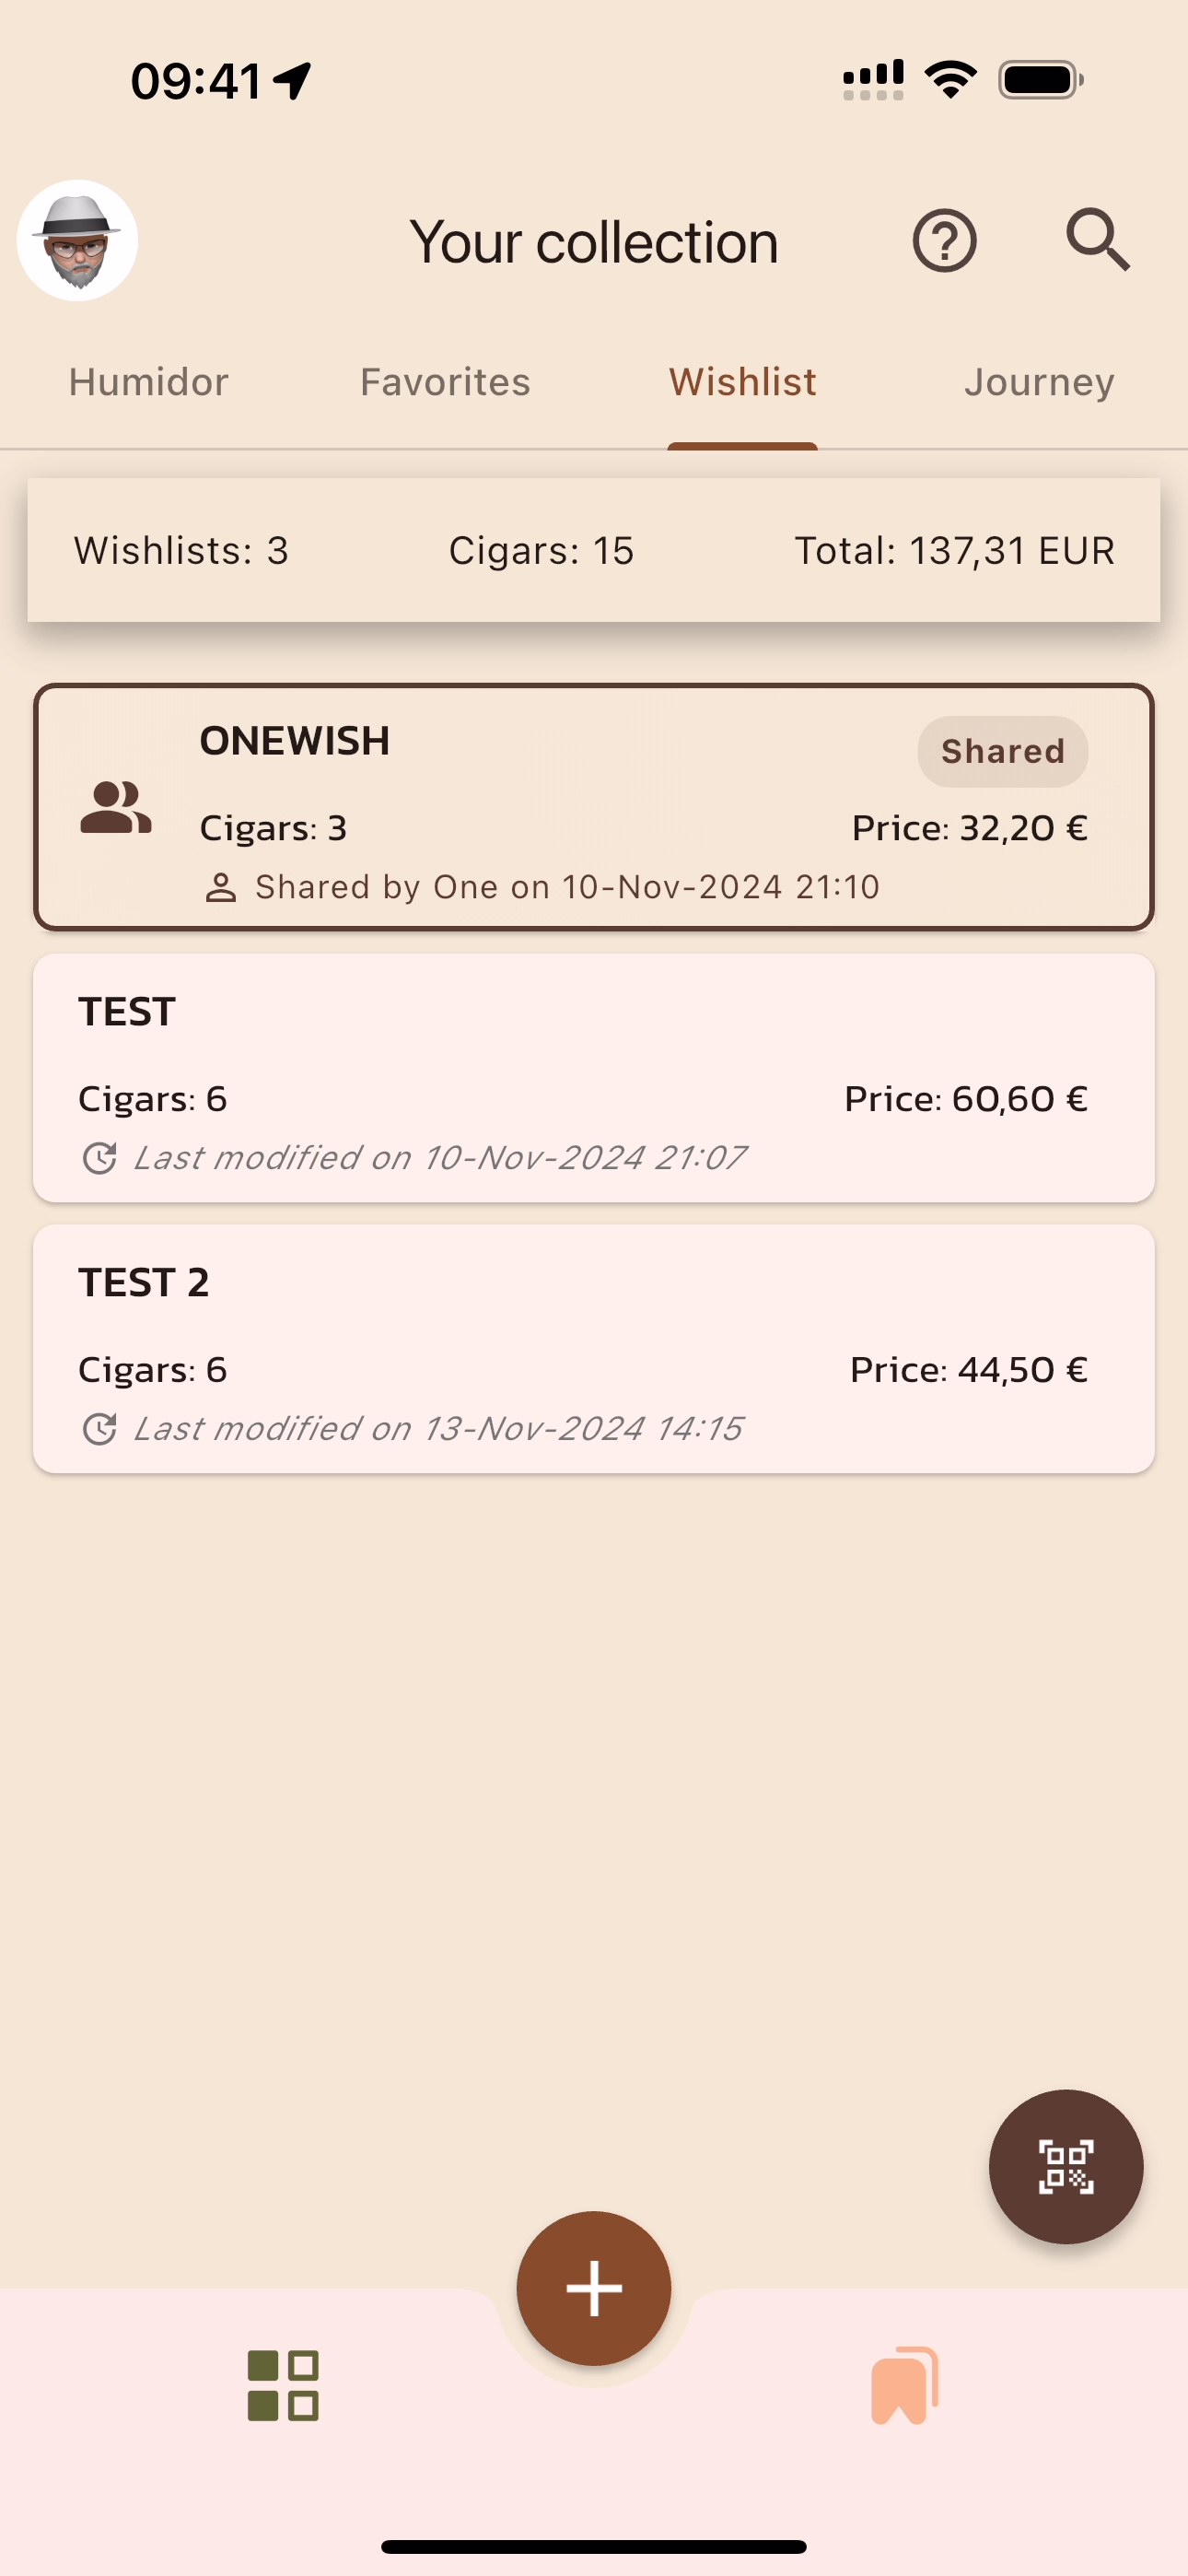 09:41
Your collection
Humidor Favorites Wishlist Journey
Wishlists: 3 Cigars: 15 Total: 137,31 EUR
ONEWISH Shared
Cigars: 3 Price: 32,20 €
Shared by One on 10-Nov-2024 21:10
TEST
Cigars: 6 Price: 60,60 €
Last modified on 10-Nov-2024 21:07
TEST 2
Cigars: 6 Price: 44,50 €
Last modified on 13-Nov-2024 14:15